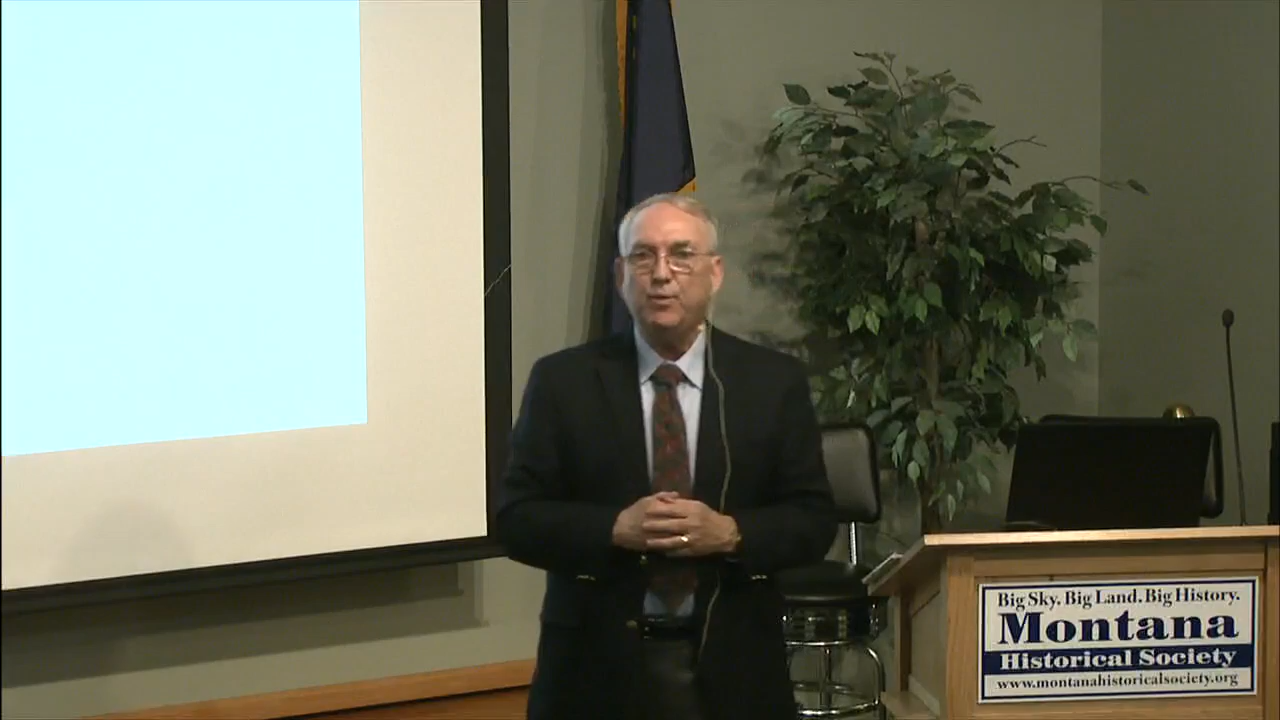 Big Sky. Big Land. Big History.
Montana
Historical Society
www.montanahistoricalsociety.org